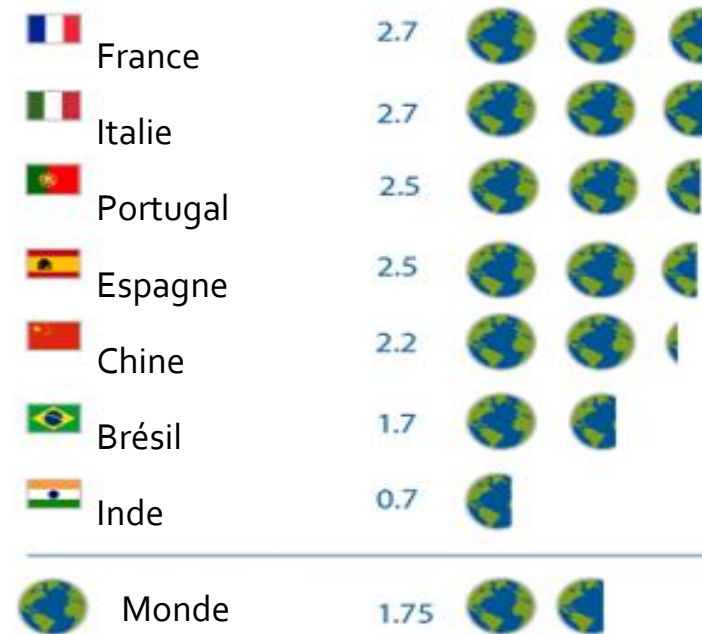 France 2.7
Italie 2.7
Portugal 2.5
Espagne 2.5
Chine 2.2
Brésil 1.7
Inde 0.7
Monde 1.75